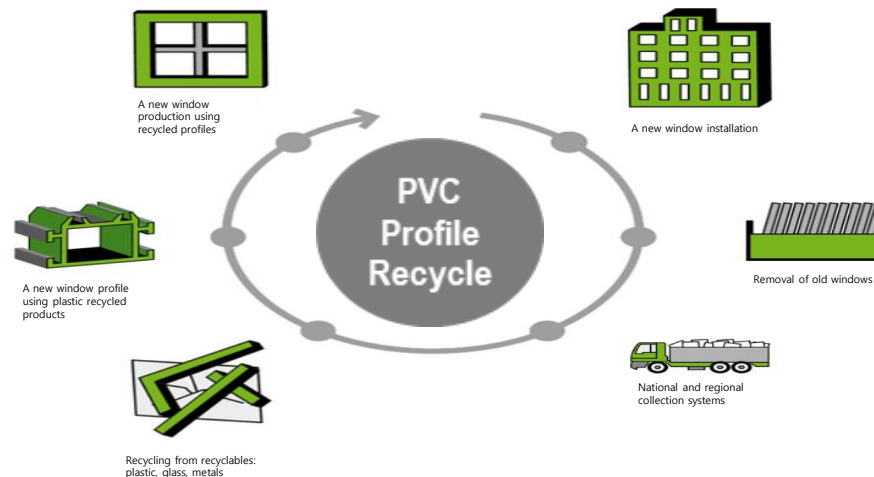 A new window
production using
recycled profiles
A new window installation
PVC
Profile
Recycle
Removal of old windows
A new window profile
using plastic recycled
products
National and regional
collection systems
Recycling from recyclables:
plastic, glass, metals